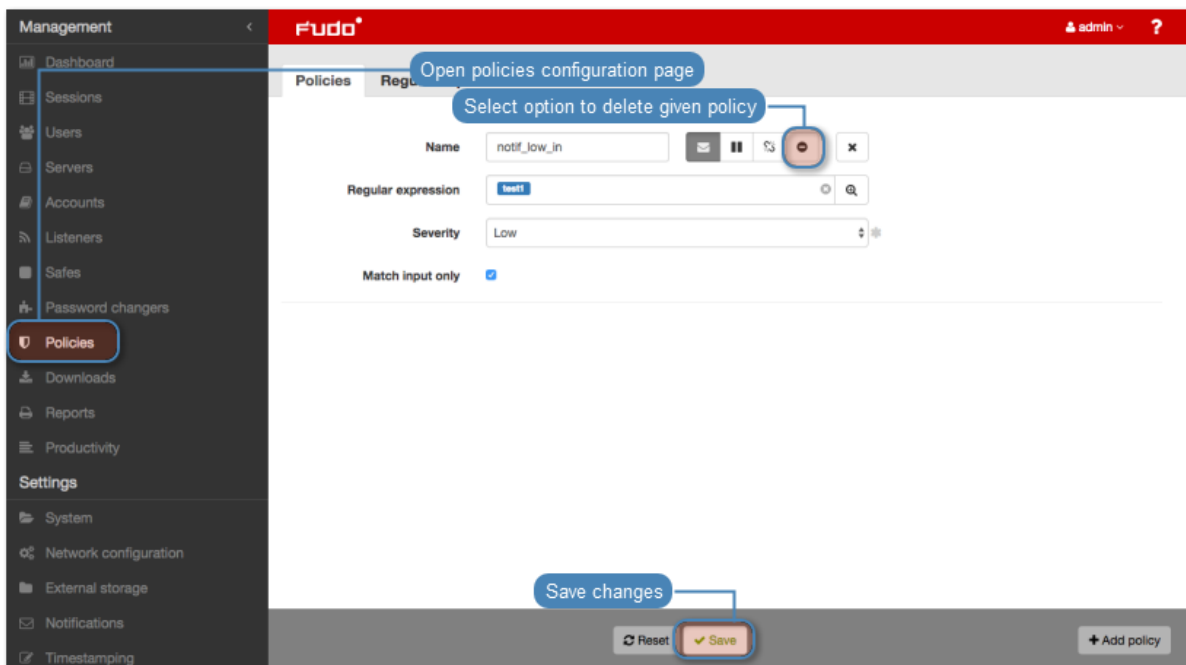 Management
FUDO
admin
?
Dashboard
Open policies configuration page
Policies
Sessions
Select option to delete given policy
Users
Name
notif_low_in
Servers
Regular expression
test1
Accounts
Listeners
Severity
Low
Safes
Match input only
Password changers
Policies
Downloads
Reports
Productivity
Settings
System
Network configuration
External storage
Save changes
Notifications
Reset
Save
Add policy
Timestamping